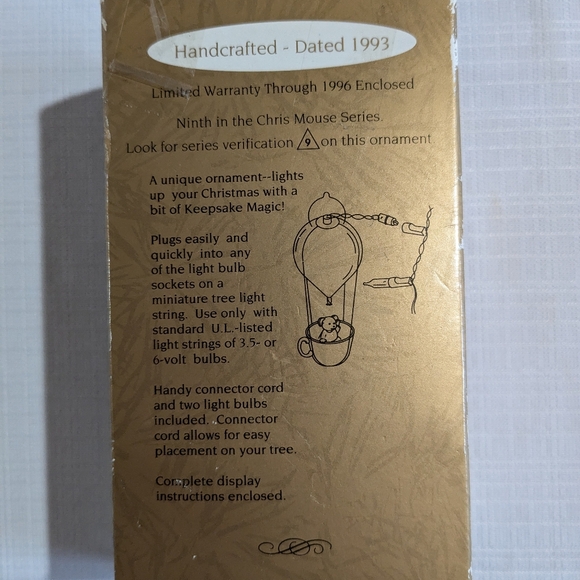 Handcrafted - Dated 1993
Limited Warranty Through 1996 Enclosed
Ninth in the Chris Mouse Series.
Look for series verification 9 on this ornament
A unique ornament--lights
up your Christmas with a
bit of Keepsake Magic!
Plugs easily and
quickly into any
of the light bulb
sockets on a
miniature tree light
string. Use only with
standard U.L.-listed
light strings of 3.5- or
6-volt bulbs.
Handy connector cord
and two light bulbs
included. Connector
cord allows for easy
placement on your tree.
Complete display
instructions enclosed.